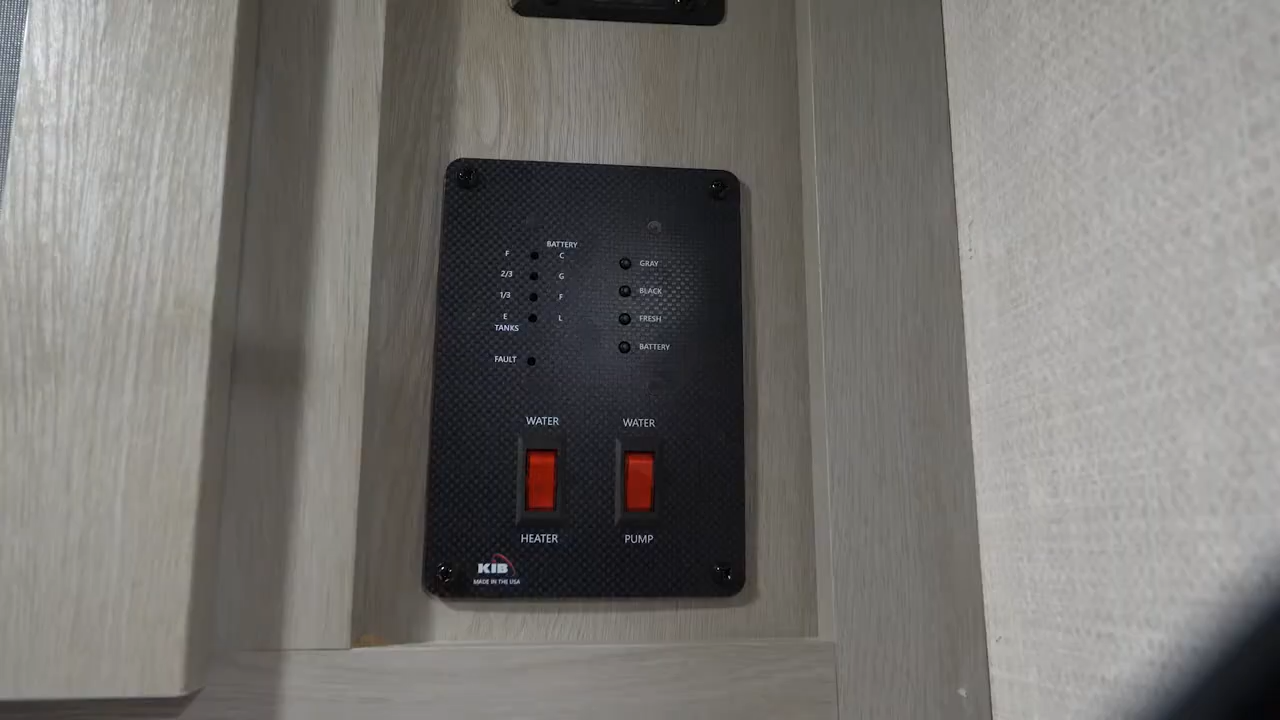 BATTERY
F C
2/3 G
1/3 F
E L
TANKS
FAULT
GRAY
BLACK
FRESH
BATTERY
WATER
HEATER
WATER
PUMP
KIB
MADE IN THE USA